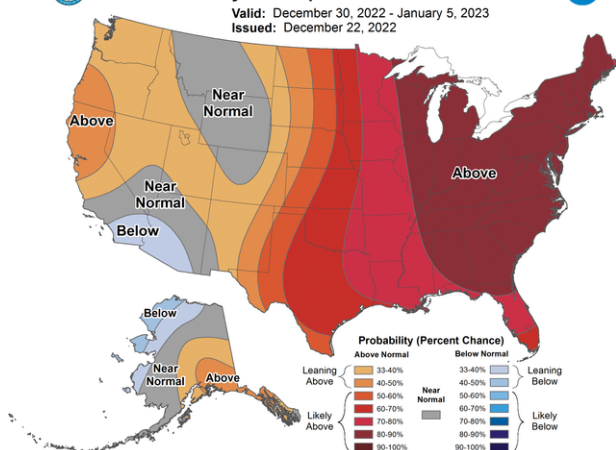 Valid: December 30, 2022 - January 5, 2023
Issued: December 22, 2022
Near
Normal
Above
Above
Near
Normal
Below
Below
Near
Normal
Above
Probability (Percent Chance)
Above Normal
Below Normal
Leaning
Above
33-40%
40-50%
Likely
Above
50-60%
60-70%
70-80%
80-90%
90-100%
Near
Normal
33-40%
40-50%
Leaning
Below
50-60%
60-70%
70-80%
80-90%
90-100%
Likely
Below